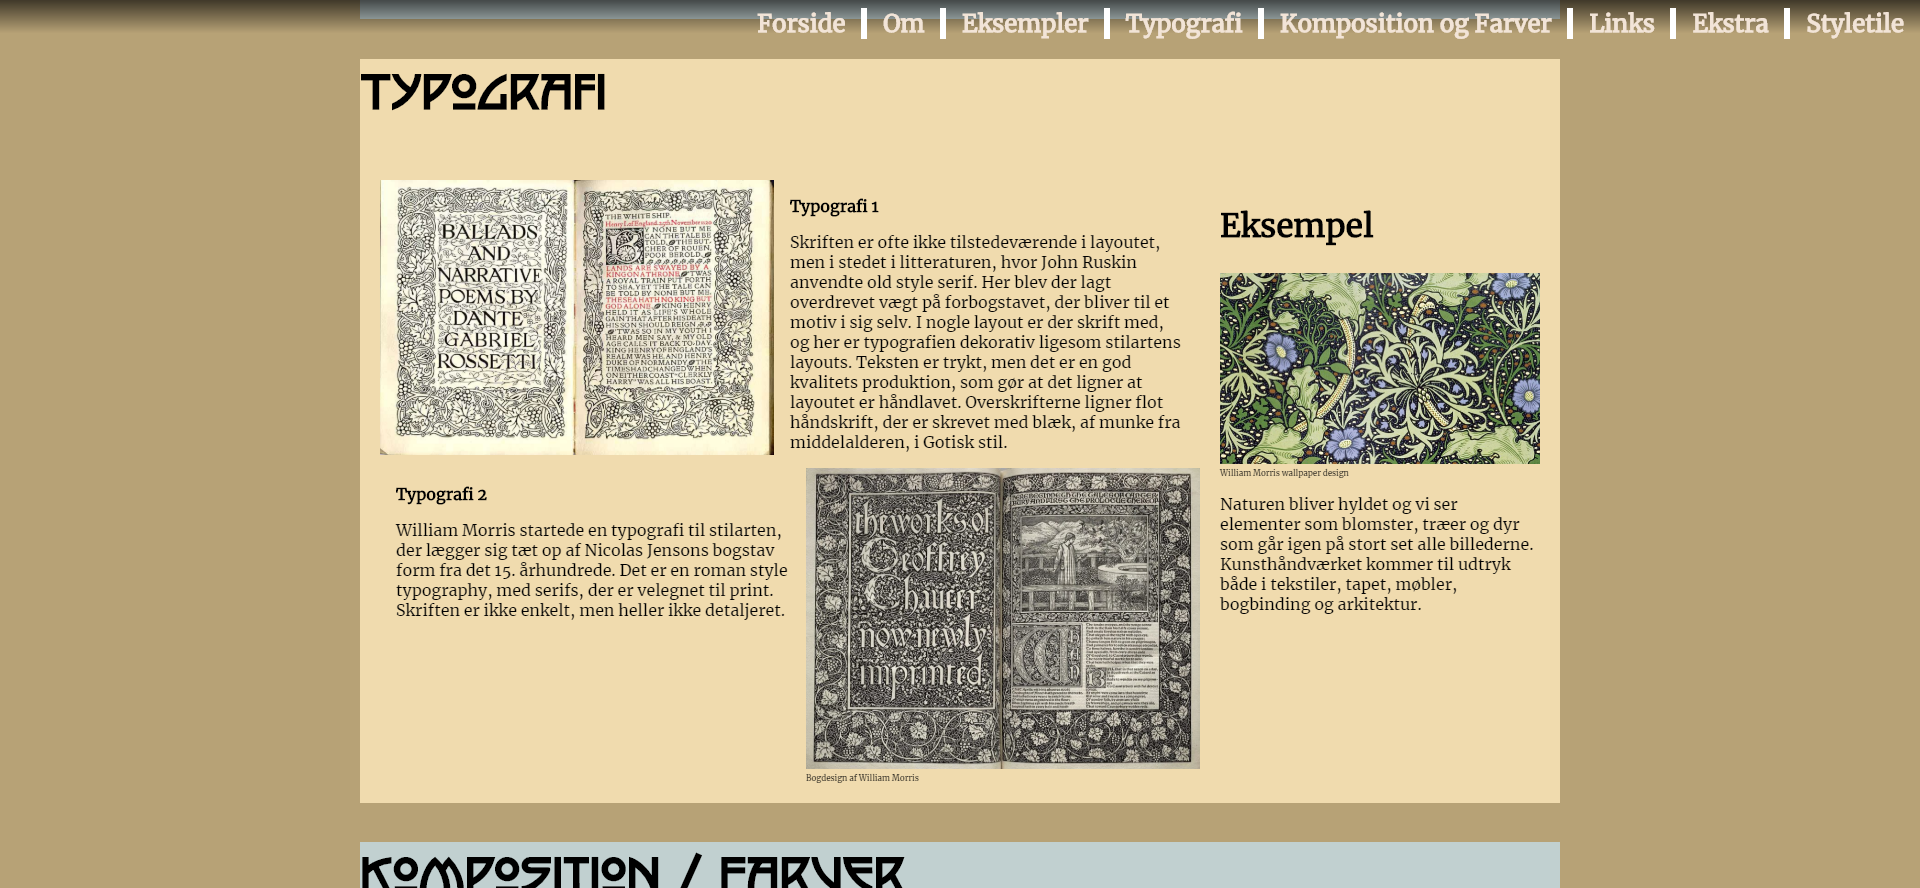 Forside Om Eksempler Typografi Komposition og Farver Links Ekstra Styletile
TYPOGRAFI
BALLADS
AND
NARRATIVE
POEMS BY
DANTE
GABRIEL
ROSSETTI
THE WHITE SHIP.
Henry I. of England. 25th November 1120
BY NONE BUT ME
CAN THE TALE BE
TOLD, THE BUT-
CHER OF ROUEN,
POOR BEROLD.
LANDS ARE SWAYED BY A
KING ON A THRONE. 'TWAS
A ROYAL TRAIN PUT FORTH
TO SEA, YET THE TALE CAN
BE TOLD BY NONE BUT ME.
THE SEA HATH NO KING BUT
GOD ALONE. KING HENRY
HELD IT AS LIFE'S WHOLE
GAIN THAT AFTER HIS DEATH
HIS SON SHOULD REIGN.
'TWAS SO IN MY YOUTH I
HEARD MEN SAY, & MY OLD
AGE CALLS IT BACK TO-DAY.
KING HENRY OF ENGLAND'S
REALM WAS HE, AND HENRY
DUKE OF NORMANDY. THE
TIMES HAD CHANGED WHEN
ON EITHER COAST "CLERKLY
HARRY" WAS ALL HIS BOAST.
Typografi 1
Skriften er ofte ikke tilstedeværende i layoutet,
men i stedet i litteraturen, hvor John Ruskin
anvendte old style serif. Her blev der lagt
overdrevet vægt på forbogstavet, der bliver til et
motiv i sig selv. I nogle layout er der skrift med,
og her er typografien dekorativ ligesom stilartens
layouts. Teksten er trykt, men det er en god
kvalitets produktion, som gør at det ligner at
layoutet er håndlavet. Overskrifterne ligner flot
håndskrift, der er skrevet med blæk, af munke fra
middelalderen, i Gotisk stil.
Typografi 2
William Morris startede en typografi til stilarten,
der lægger sig tæt op af Nicolas Jensons bogstav
form fra det 15. århundrede. Det er en roman style
typography, med serifs, der er velegnet til print.
Skriften er ikke enkelt, men heller ikke detaljeret.
the works of
Geoffrey
Chaucer
now newly
imprinted
Bogdesign af William Morris
Eksempel
William Morris wallpaper design
Naturen bliver hyldet og vi ser
elementer som blomster, træer og dyr
som går igen på stort set alle billederne.
Kunsthåndværket kommer til udtryk
både i tekstiler, tapet, møbler,
bogbinding og arkitektur.
KOMPOSITION / FARVER